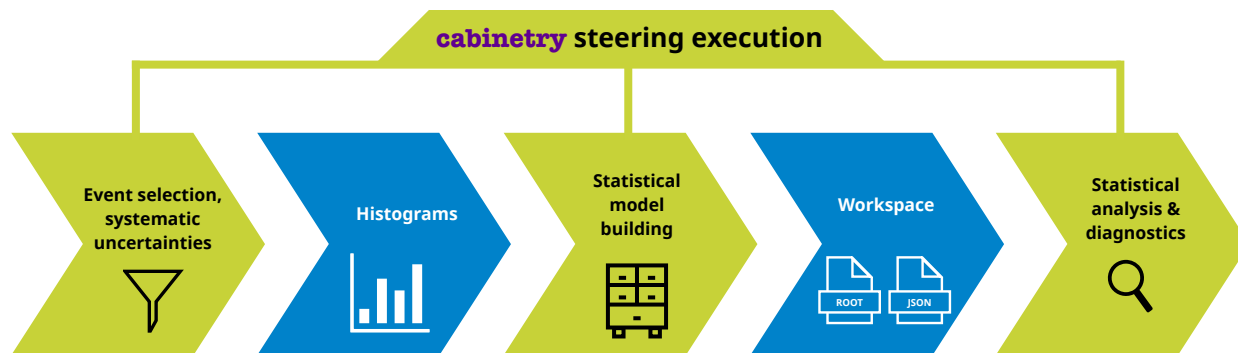 cabinetry steering execution
Event selection,
systematic
uncertainties
Histograms
Statistical
model
building
Workspace
ROOT
JSON
Statistical
analysis &
diagnostics